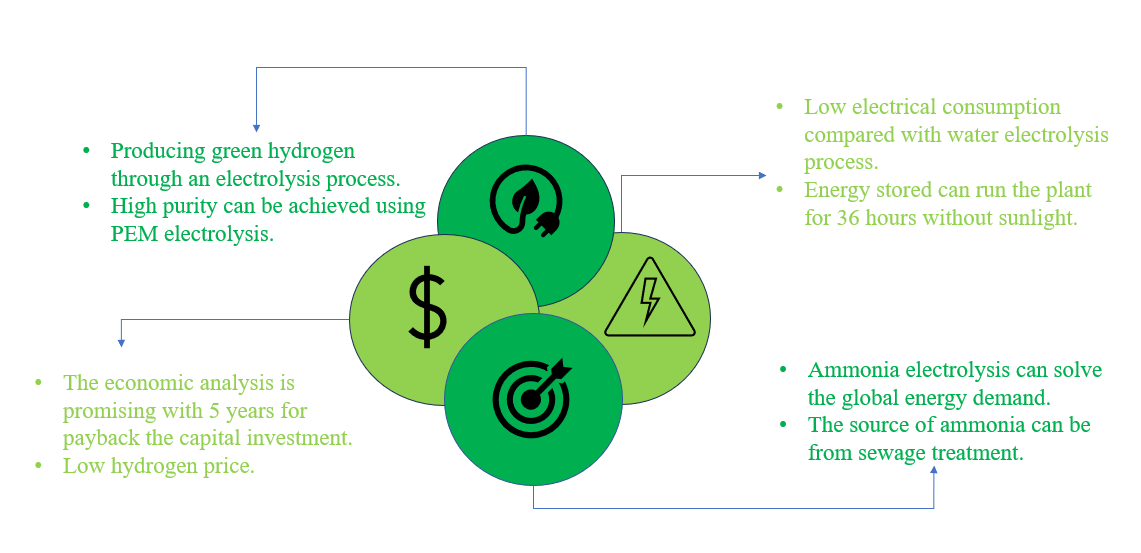 • Producing green hydrogen
through an electrolysis process.
• High purity can be achieved using
PEM electrolysis.
• Low electrical consumption
compared with water electrolysis
process.
• Energy stored can run the plant
for 36 hours without sunlight.
$
• The economic analysis is
promising with 5 years for
payback the capital investment.
• Low hydrogen price.
• Ammonia electrolysis can solve
the global energy demand.
• The source of ammonia can be
from sewage treatment.